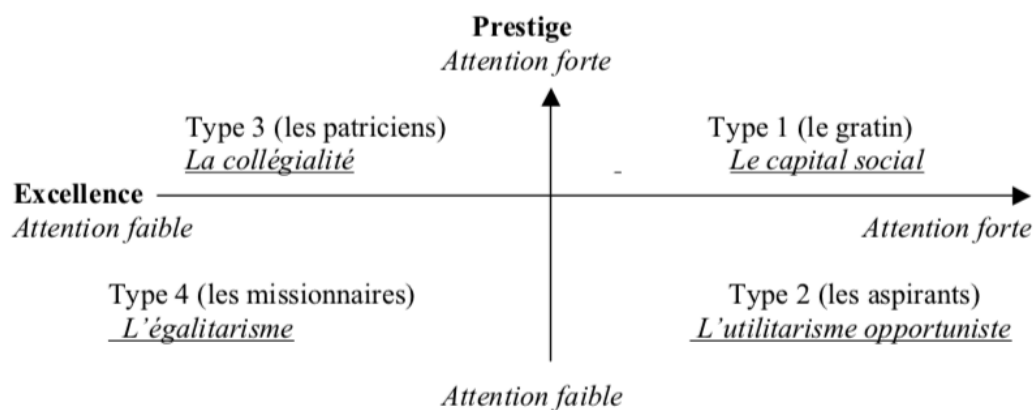 Prestige
Attention forte
Type 3 (les patriciens)
La collégialité
Type 1 (le gratin)
Le capital social
Excellence
Attention faible
Attention forte
Type 4 (les missionnaires)
L'égalitarisme
Type 2 (les aspirants)
L'utilitarisme opportuniste
Attention faible